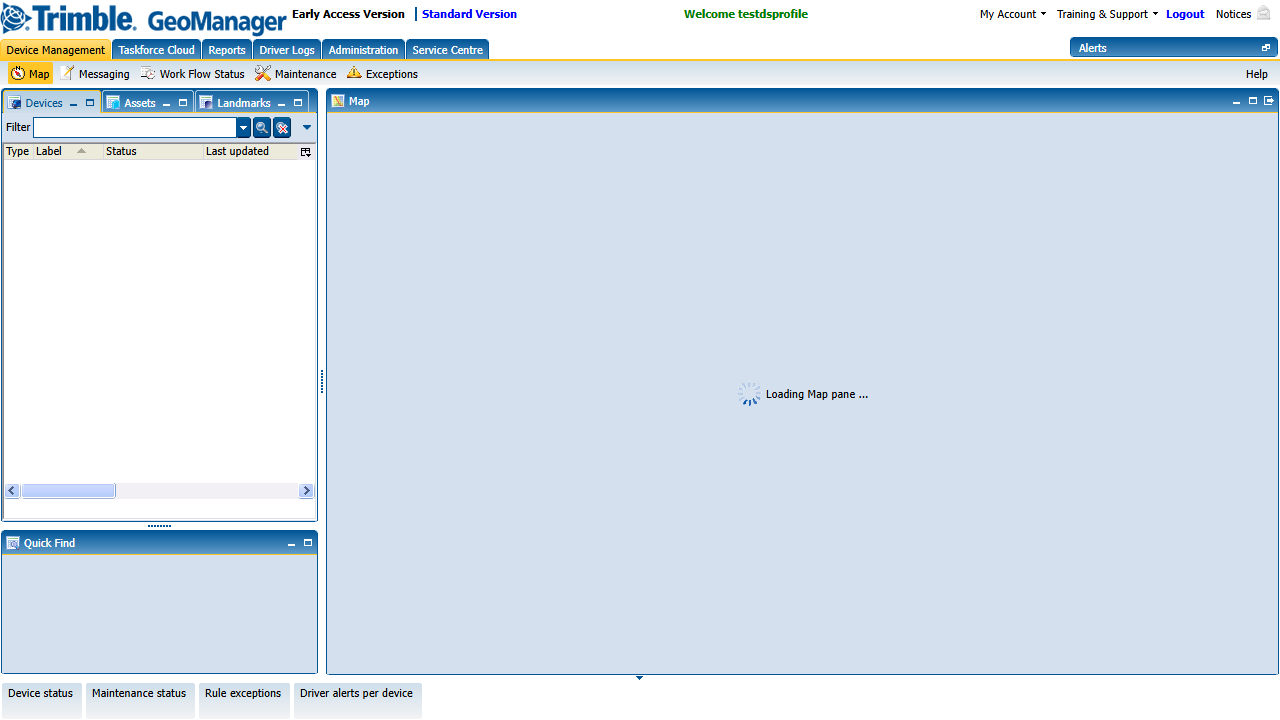 Trimble. GeoManager Early Access Version Standard Version Welcome testdsprofile My Account Training & Support Logout Notices
Device Management Taskforce Cloud Reports Driver Logs Administration Service Centre Alerts
Map Messaging Work Flow Status Maintenance Exceptions Help
Devices Assets Landmarks Map
Filter
Type Label Status Last updated
Loading Map pane ...
Quick Find
Device status Maintenance status Rule exceptions Driver alerts per device